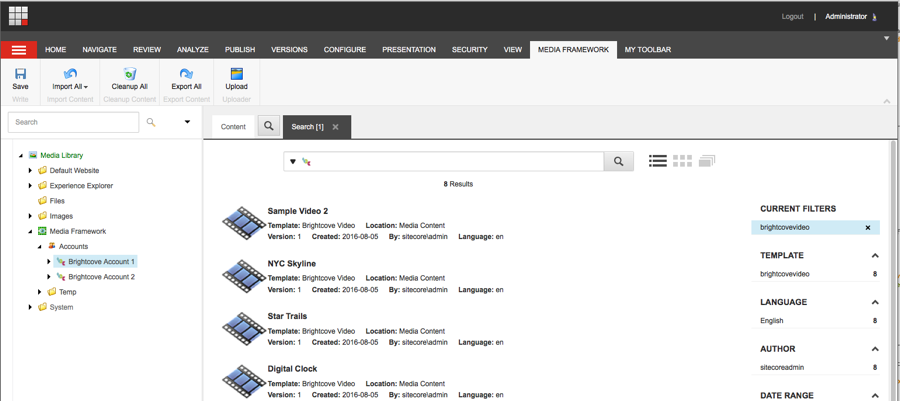 Logout | Administrator
HOME NAVIGATE REVIEW ANALYZE PUBLISH VERSIONS CONFIGURE PRESENTATION SECURITY VIEW MEDIA FRAMEWORK MY TOOLBAR
Save Import All Cleanup All Export All Upload
Write Import Content Cleanup Content Export Content Uploader
Search
Content Search [1]
Media Library
Default Website
Experience Explorer
Files
Images
Media Framework
Accounts
Brightcove Account 1
Brightcove Account 2
Temp
System
8 Results
Sample Video 2
Template: Brightcove Video Location: Media Content
Version: 1 Created: 2016-08-05 By: sitecore\admin Language: en
NYC Skyline
Template: Brightcove Video Location: Media Content
Version: 1 Created: 2016-08-05 By: sitecore\admin Language: en
Star Trails
Template: Brightcove Video Location: Media Content
Version: 1 Created: 2016-08-05 By: sitecore\admin Language: en
Digital Clock
Template: Brightcove Video Location: Media Content
Version: 1 Created: 2016-08-05 By: sitecore\admin Language: en
CURRENT FILTERS
brightcovevideo
TEMPLATE
brightcovevideo 8
LANGUAGE
English 8
AUTHOR
sitecoreadmin 8
DATE RANGE